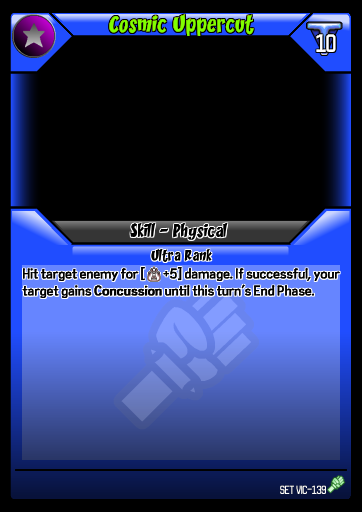 Cosmic Uppercut
10
Skill - Physical
Ultra Rank
Hit target enemy for [ +5] damage. If successful, your
target gains Concussion until this turn's End Phase.
SET VIC-139